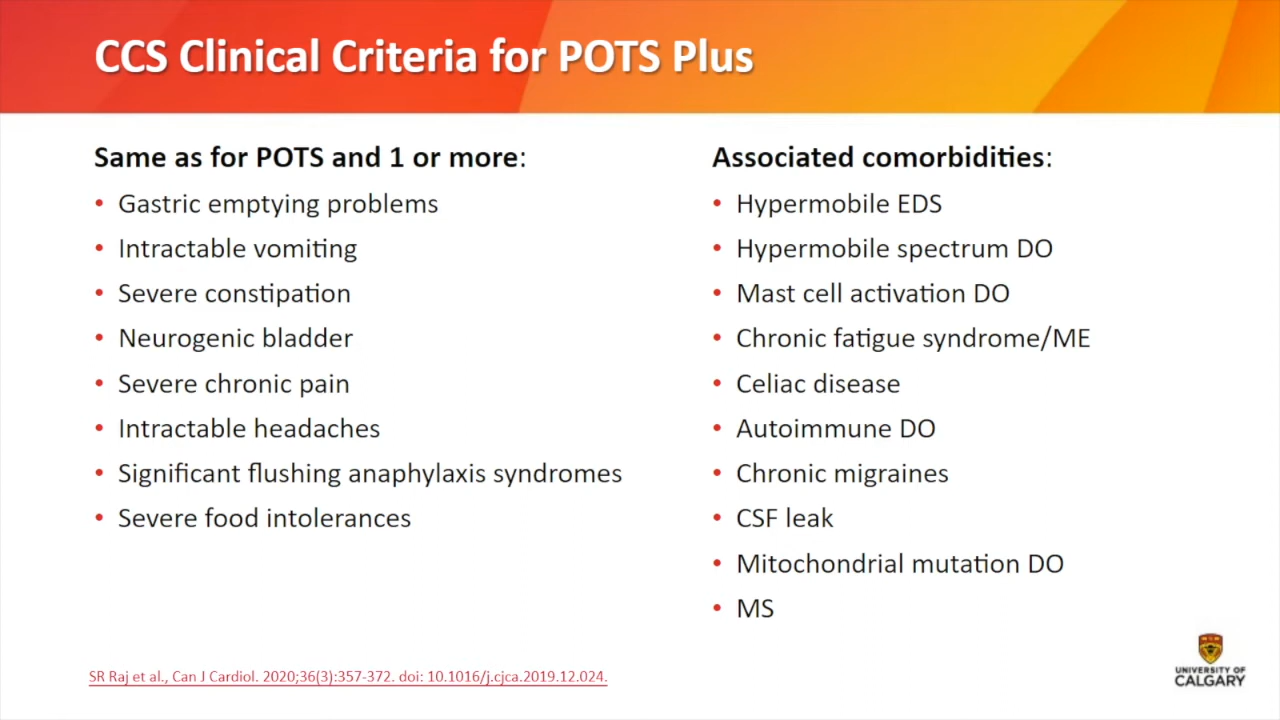 CCS Clinical Criteria for POTS Plus
Same as for POTS and 1 or more:
• Gastric emptying problems
• Intractable vomiting
• Severe constipation
• Neurogenic bladder
• Severe chronic pain
• Intractable headaches
• Significant flushing anaphylaxis syndromes
• Severe food intolerances
Associated comorbidities:
• Hypermobile EDS
• Hypermobile spectrum DO
• Mast cell activation DO
• Chronic fatigue syndrome/ME
• Celiac disease
• Autoimmune DO
• Chronic migraines
• CSF leak
• Mitochondrial mutation DO
• MS
SR Raj et al., Can J Cardiol. 2020;36(3):357-372. doi: 10.1016/j.cjca.2019.12.024.
UNIVERSITY OF
CALGARY